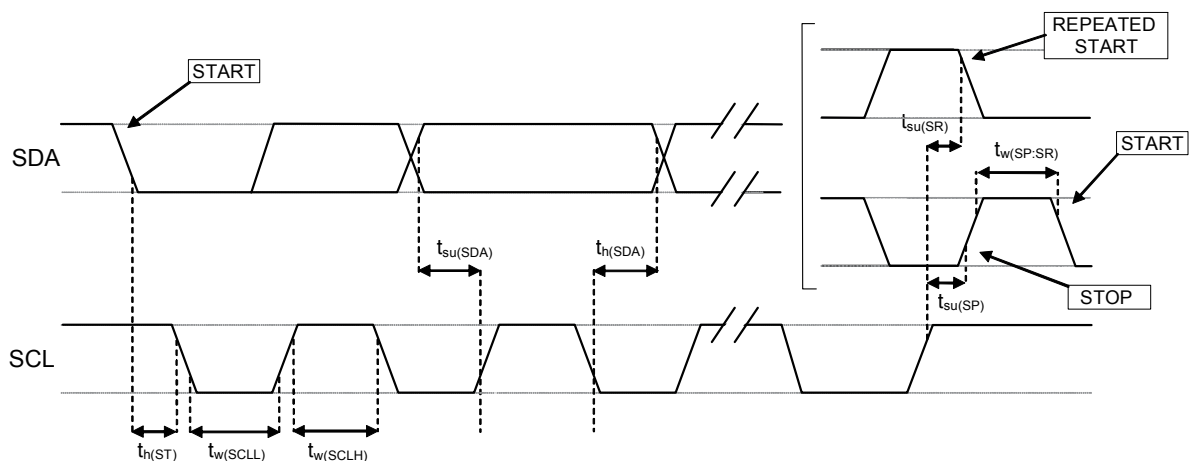 REPEATED
START
START
tsu(SR)
START
tw(SP:SR)
SDA
tsu(SDA)
th(SDA)
tsu(SP)
STOP
SCL
th(ST)
tw(SCLL)
tw(SCLH)